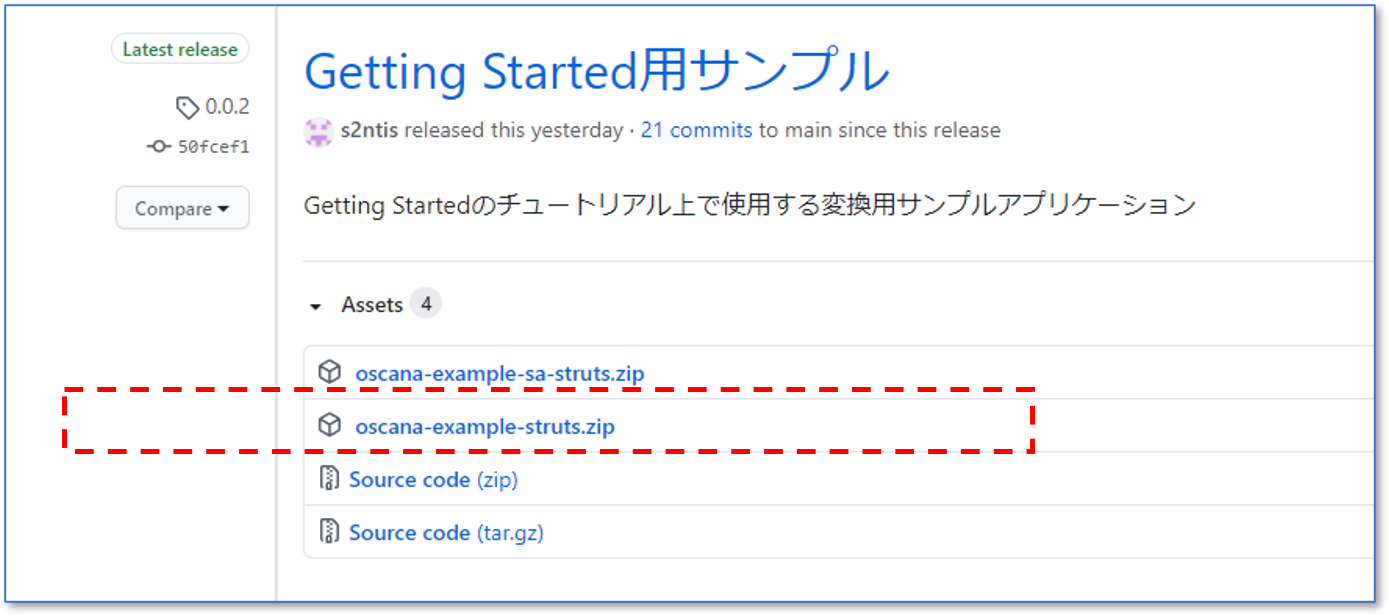 Latest release
0.0.2
50fcef1
Compare
Getting Started用サンプル
s2ntis released this yesterday · 21 commits to main since this release
Getting Startedのチュートリアル上で使用する変換用サンプルアプリケーション
Assets 4
oscana-example-sa-struts.zip
oscana-example-struts.zip
Source code (zip)
Source code (tar.gz)